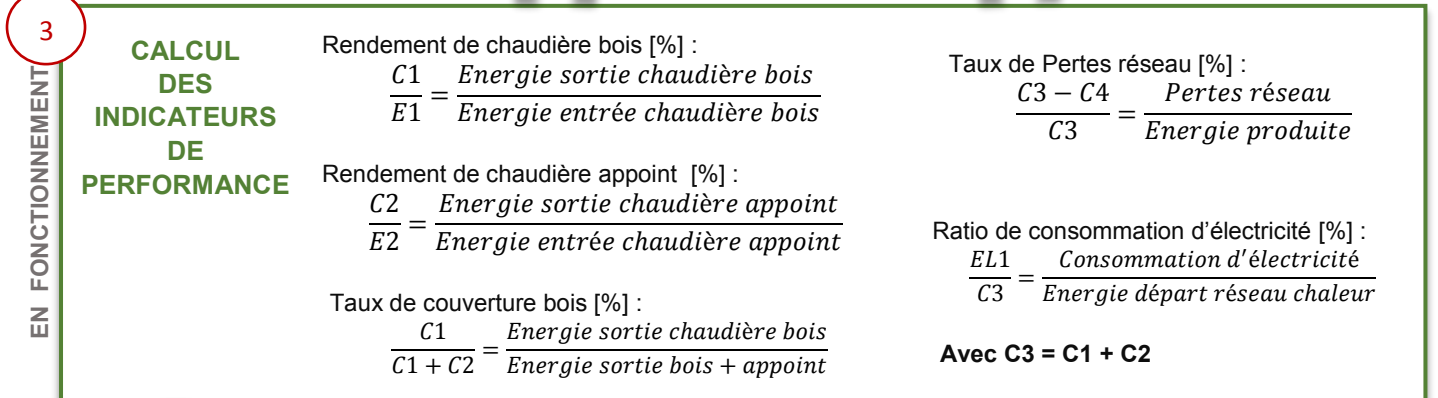 3
EN FONCTIONNEMENT
CALCUL
DES
INDICATEURS
DE
PERFORMANCE
Rendement de chaudière bois [%] :
C1/E1 = Energie sortie chaudière bois/Energie entrée chaudière bois
Rendement de chaudière appoint [%] :
C2/E2 = Energie sortie chaudière appoint/Energie entrée chaudière appoint
Taux de couverture bois [%] :
C1/C1 + C2 = Energie sortie chaudière bois/Energie sortie bois + appoint
Taux de Pertes réseau [%] :
C3 − C4/C3 = Pertes réseau/Energie produite
Ratio de consommation d’électricité [%] :
EL1/C3 = Consommation d′électricité/Energie départ réseau chaleur
Avec C3 = C1 + C2